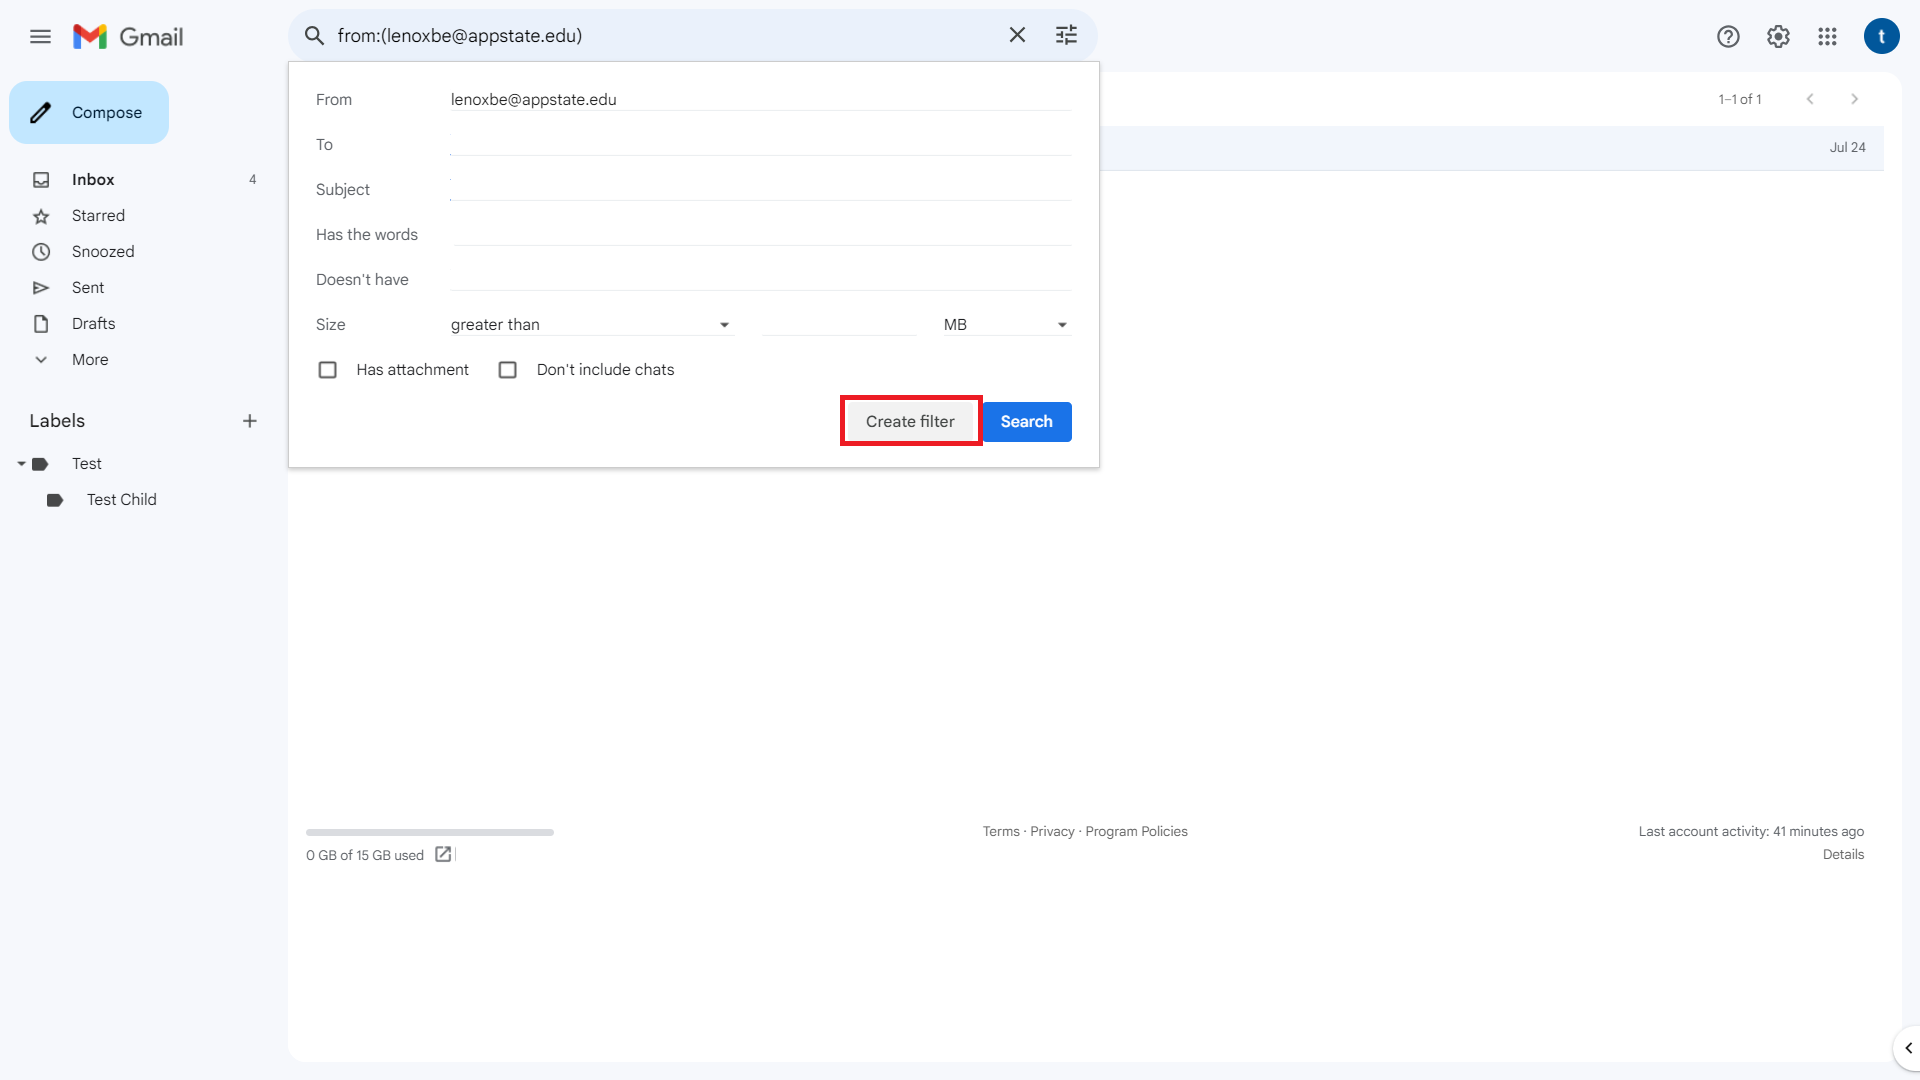 Gmail
from:(lenoxbe@appstate.edu)
t
Compose
Inbox 4
Starred
Snoozed
Sent
Drafts
More
Labels
Test
Test Child
From lenoxbe@appstate.edu
To
Subject
Has the words
Doesn't have
Size greater than MB
Has attachment Don't include chats
Create filter Search
1–1 of 1
Jul 24
0 GB of 15 GB used
Terms · Privacy · Program Policies
Last account activity: 41 minutes ago
Details